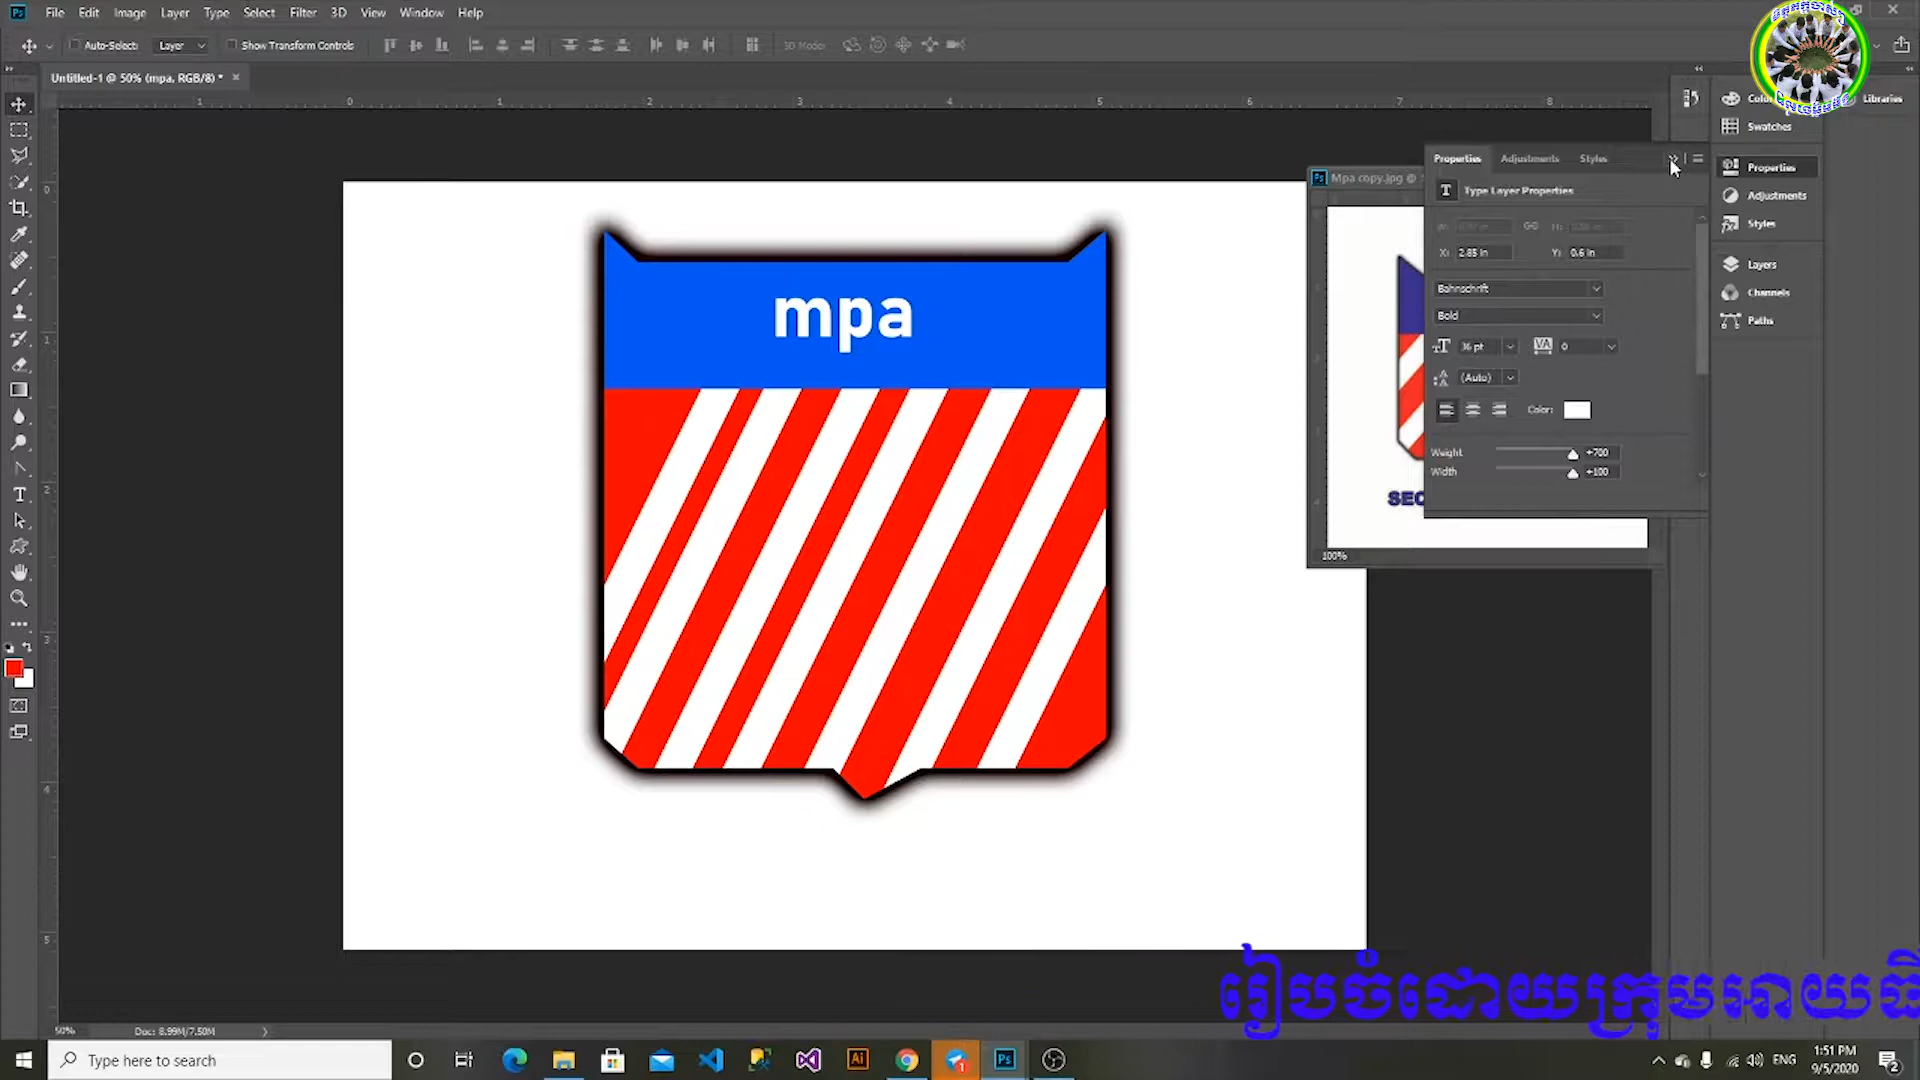 File Edit Image Layer Type Select Filter 3D View Window Help
Auto-Select: Layer Show Transform Controls 3D Mode:
Untitled-1 @ 50% (mpa, RGB/8) *
Libraries
Swatches
Properties Adjustments Styles
Properties
Mpa copy.jpg @
Type Layer Properties
Adjustments
Styles
X: 2.85 in Y: 0.6 in
Layers
Bahnschrift
Channels
Bold
Paths
mpa
36 pt VA 0
(Auto)
Color:
Weight +700
Width +100
SEC
100%
រៀបចំដោយក្រុមអាយធី
50% Doc: 8.99M/7.50M
Type here to search
ENG
1:51 PM
9/5/2020